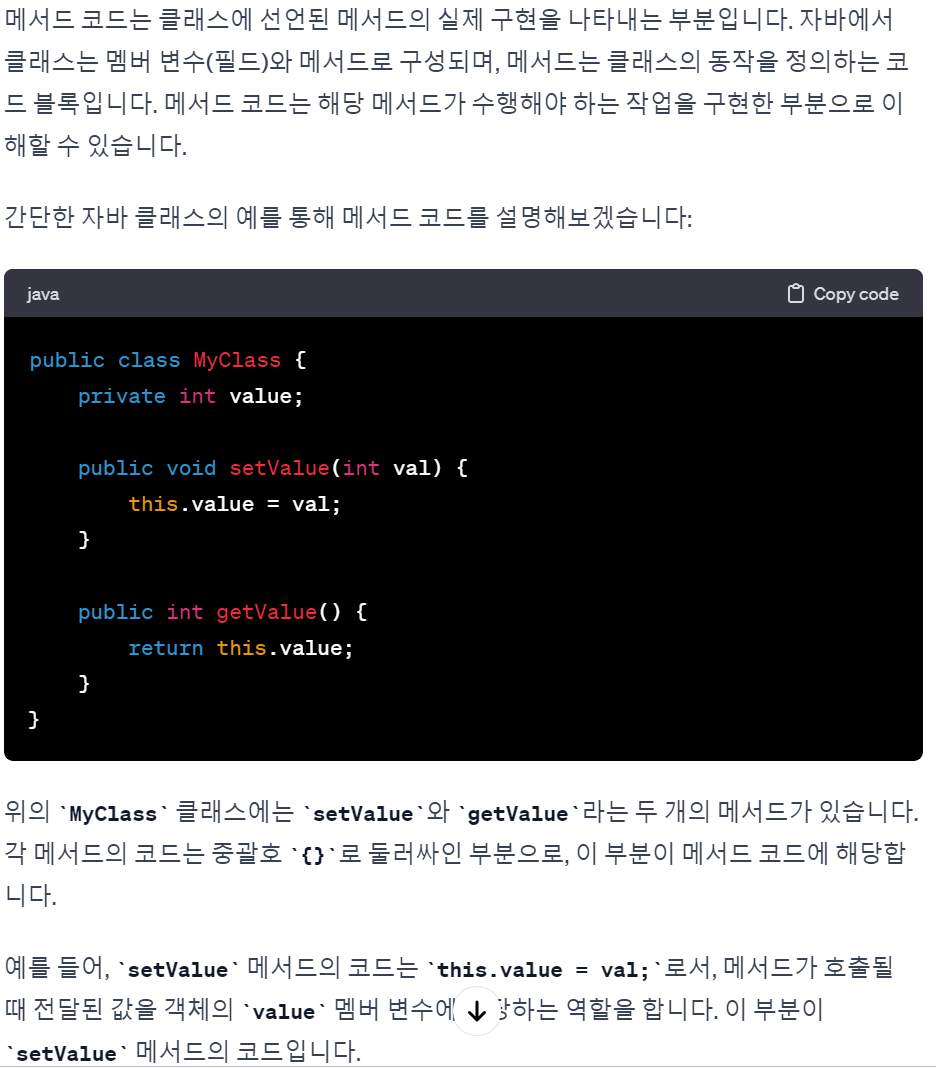 메서드 코드는 클래스에 선언된 메서드의 실제 구현을 나타내는 부분입니다. 자바에서
클래스는 멤버 변수(필드)와 메서드로 구성되며, 메서드는 클래스의 동작을 정의하는 코
드 블록입니다. 메서드 코드는 해당 메서드가 수행해야 하는 작업을 구현한 부분으로 이
해할 수 있습니다.
간단한 자바 클래스의 예를 통해 메서드 코드를 설명해보겠습니다:
java
Copy code
public class MyClass {
    private int value;
    public void setValue(int val) {
        this.value = val;
    }
    public int getValue() {
        return this.value;
    }
}
위의 `MyClass` 클래스에는 `setValue`와 `getValue`라는 두 개의 메서드가 있습니다.
각 메서드의 코드는 중괄호 `{}`로 둘러싸인 부분으로, 이 부분이 메서드 코드에 해당합
니다.
예를 들어, `setValue` 메서드의 코드는 `this.value = val;`로서, 메서드가 호출될
때 전달된 값을 객체의 `value` 멤버 변수에 하는 역할을 합니다. 이 부분이
`setValue` 메서드의 코드입니다.